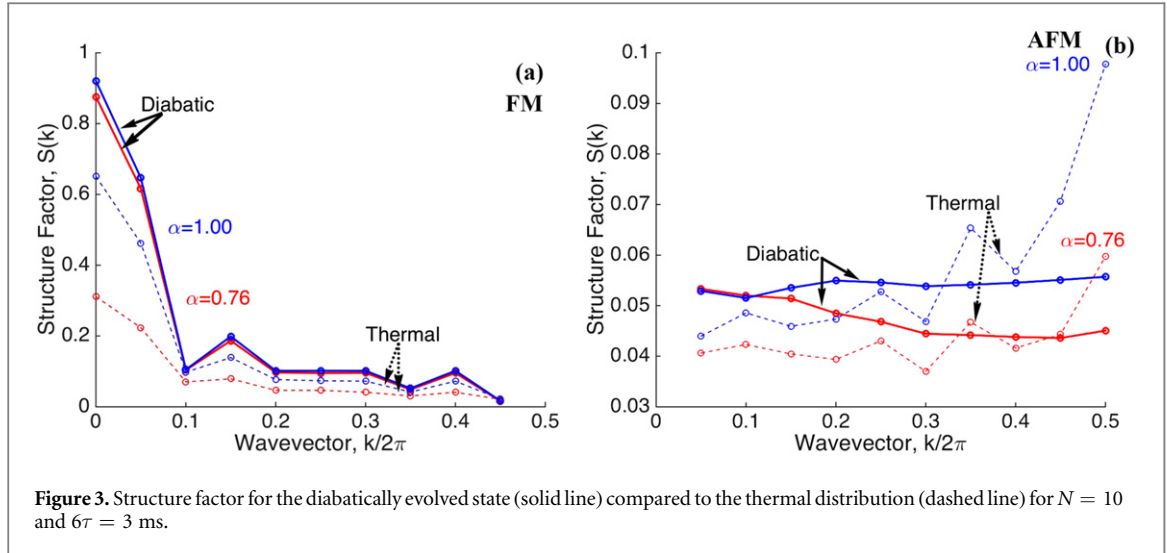 (a)
FM
Diabatic
α=1.00
α=0.76
Thermal
Structure Factor, S(k)
1
0.8
0.6
0.4
0.2
0
0 0.1 0.2 0.3 0.4 0.5
Wavevector, k/2π
AFM (b)
α=1.00
Thermal
Diabatic
α=0.76
Structure Factor, S(k)
0.1
0.09
0.08
0.07
0.06
0.05
0.04
0.03
0 0.1 0.2 0.3 0.4 0.5
Wavevector, k/2π
Figure 3. Structure factor for the diabatically evolved state (solid line) compared to the thermal distribution (dashed line) for N = 10
and 6τ = 3 ms.